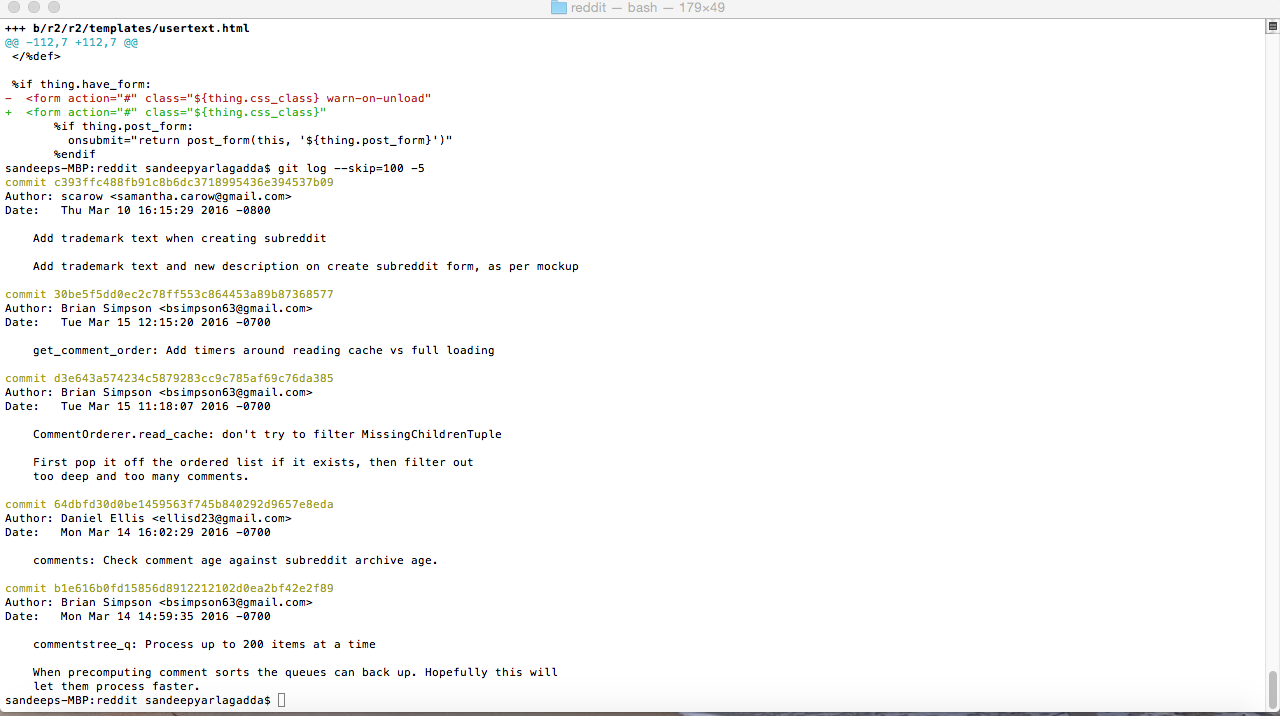 reddit — bash — 179×49
+++ b/r2/r2/templates/usertext.html
@@ -112,7 +112,7 @@
</%def>
%if thing.have_form:
-  <form action="#" class="${thing.css_class} warn-on-unload"
+  <form action="#" class="${thing.css_class}"
%if thing.post_form:
onsubmit="return post_form(this, '${thing.post_form}')"
%endif
sandeeps-MBP:reddit sandeepyarlagadda$ git log --skip=100 -5
commit c393ffc488fb91c8b6dc3718995436e394537b09
Author: scarow <samantha.carow@gmail.com>
Date:   Thu Mar 10 16:15:29 2016 -0800
Add trademark text when creating subreddit
Add trademark text and new description on create subreddit form, as per mockup
commit 30be5f5dd0ec2c78ff553c864453a89b87368577
Author: Brian Simpson <bsimpson63@gmail.com>
Date:   Tue Mar 15 12:15:20 2016 -0700
get_comment_order: Add timers around reading cache vs full loading
commit d3e643a574234c5879283cc9c785af69c76da385
Author: Brian Simpson <bsimpson63@gmail.com>
Date:   Tue Mar 15 11:18:07 2016 -0700
CommentOrderer.read_cache: don't try to filter MissingChildrenTuple
First pop it off the ordered list if it exists, then filter out
too deep and too many comments.
commit 64dbfd30d0be1459563f745b840292d9657e8eda
Author: Daniel Ellis <ellisd23@gmail.com>
Date:   Mon Mar 14 16:02:29 2016 -0700
comments: Check comment age against subreddit archive age.
commit b1e616b0fd15856d8912212102d0ea2bf42e2f89
Author: Brian Simpson <bsimpson63@gmail.com>
Date:   Mon Mar 14 14:59:35 2016 -0700
commentstree_q: Process up to 200 items at a time
When precomputing comment sorts the queues can back up. Hopefully this will
let them process faster.
sandeeps-MBP:reddit sandeepyarlagadda$